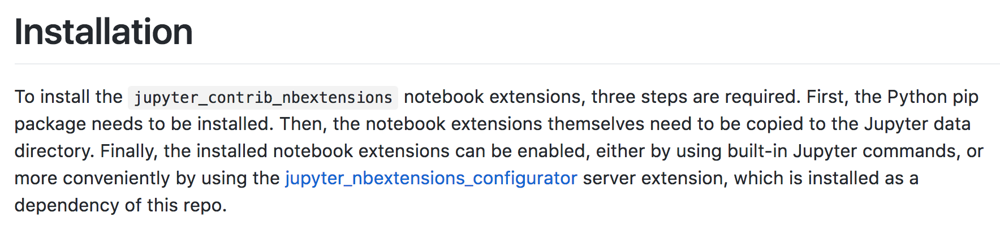 Installation
To install the jupyter_contrib_nbextensions notebook extensions, three steps are required. First, the Python pip
package needs to be installed. Then, the notebook extensions themselves need to be copied to the Jupyter data
directory. Finally, the installed notebook extensions can be enabled, either by using built-in Jupyter commands, or
more conveniently by using the jupyter_nbextensions_configurator server extension, which is installed as a
dependency of this repo.